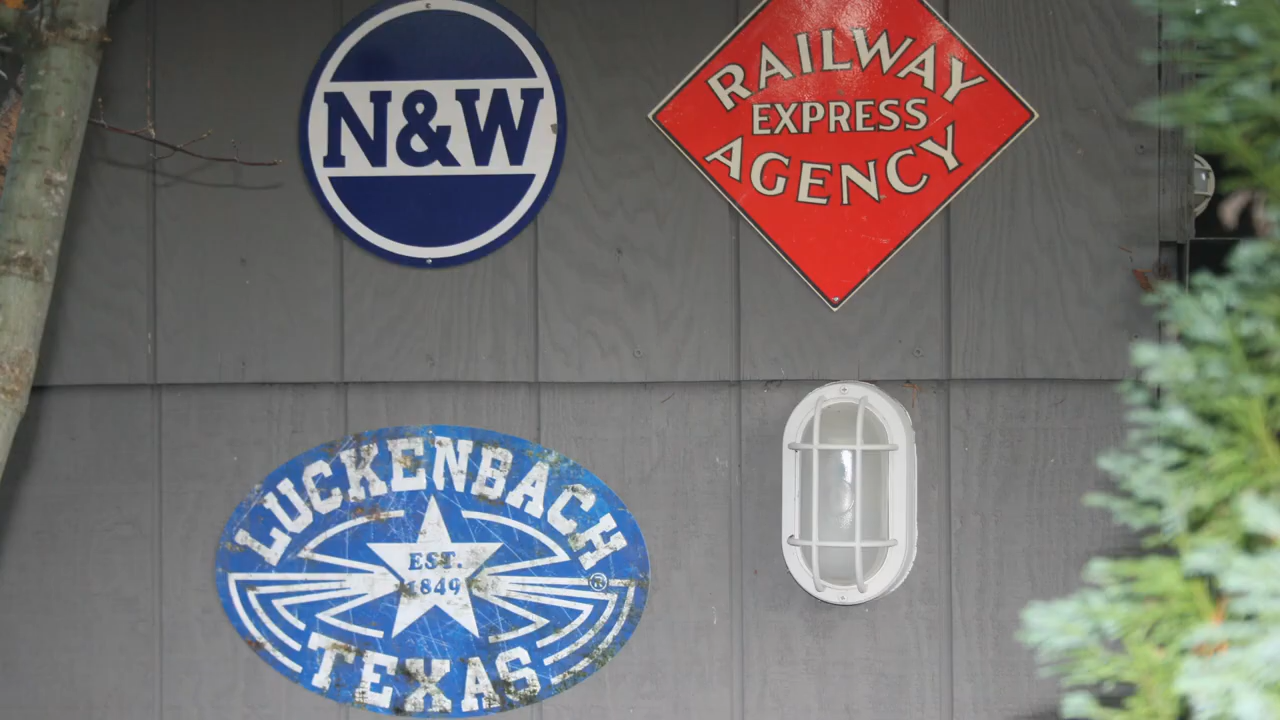 N&W
RAILWAY
EXPRESS
AGENCY
LUCKENBACH
EST.
1849
®
TEXAS